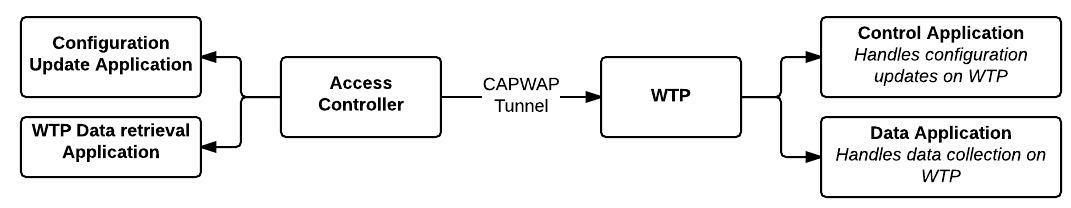 Configuration
Update Application
WTP Data retrieval
Application
Access
Controller
CAPWAP
Tunnel
WTP
Control Application
Handles configuration
updates on WTP
Data Application
Handles data collection on
WTP